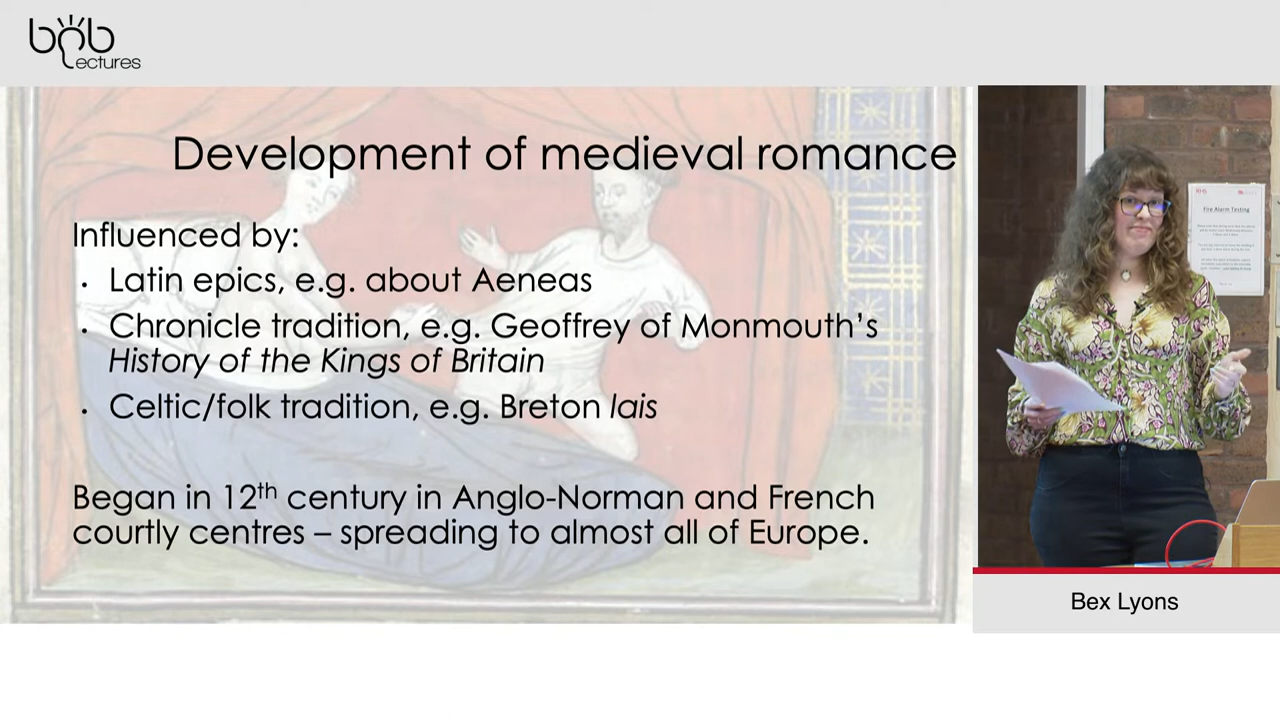 bob
Lectures
Development of medieval romance
Influenced by:
• Latin epics, e.g. about Aeneas
• Chronicle tradition, e.g. Geoffrey of Monmouth’s
History of the Kings of Britain
• Celtic/folk tradition, e.g. Breton lais
Began in 12th century in Anglo-Norman and French
courtly centres – spreading to almost all of Europe.
Fire Alarm Testing
Bex Lyons